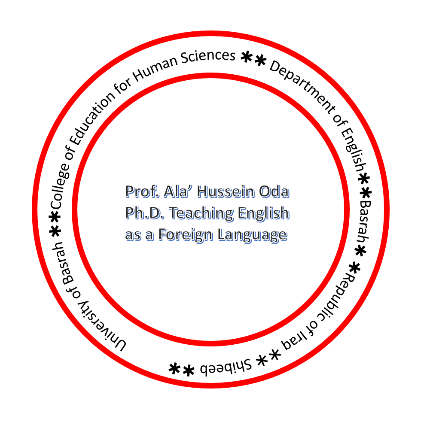 University of Basrah ** College of Education for Human Sciences ** Department of English ** Basrah * * Republic of Iraq ** Shibeeb **
Prof. Ala’ Hussein Oda
Ph.D. Teaching English
as a Foreign Language